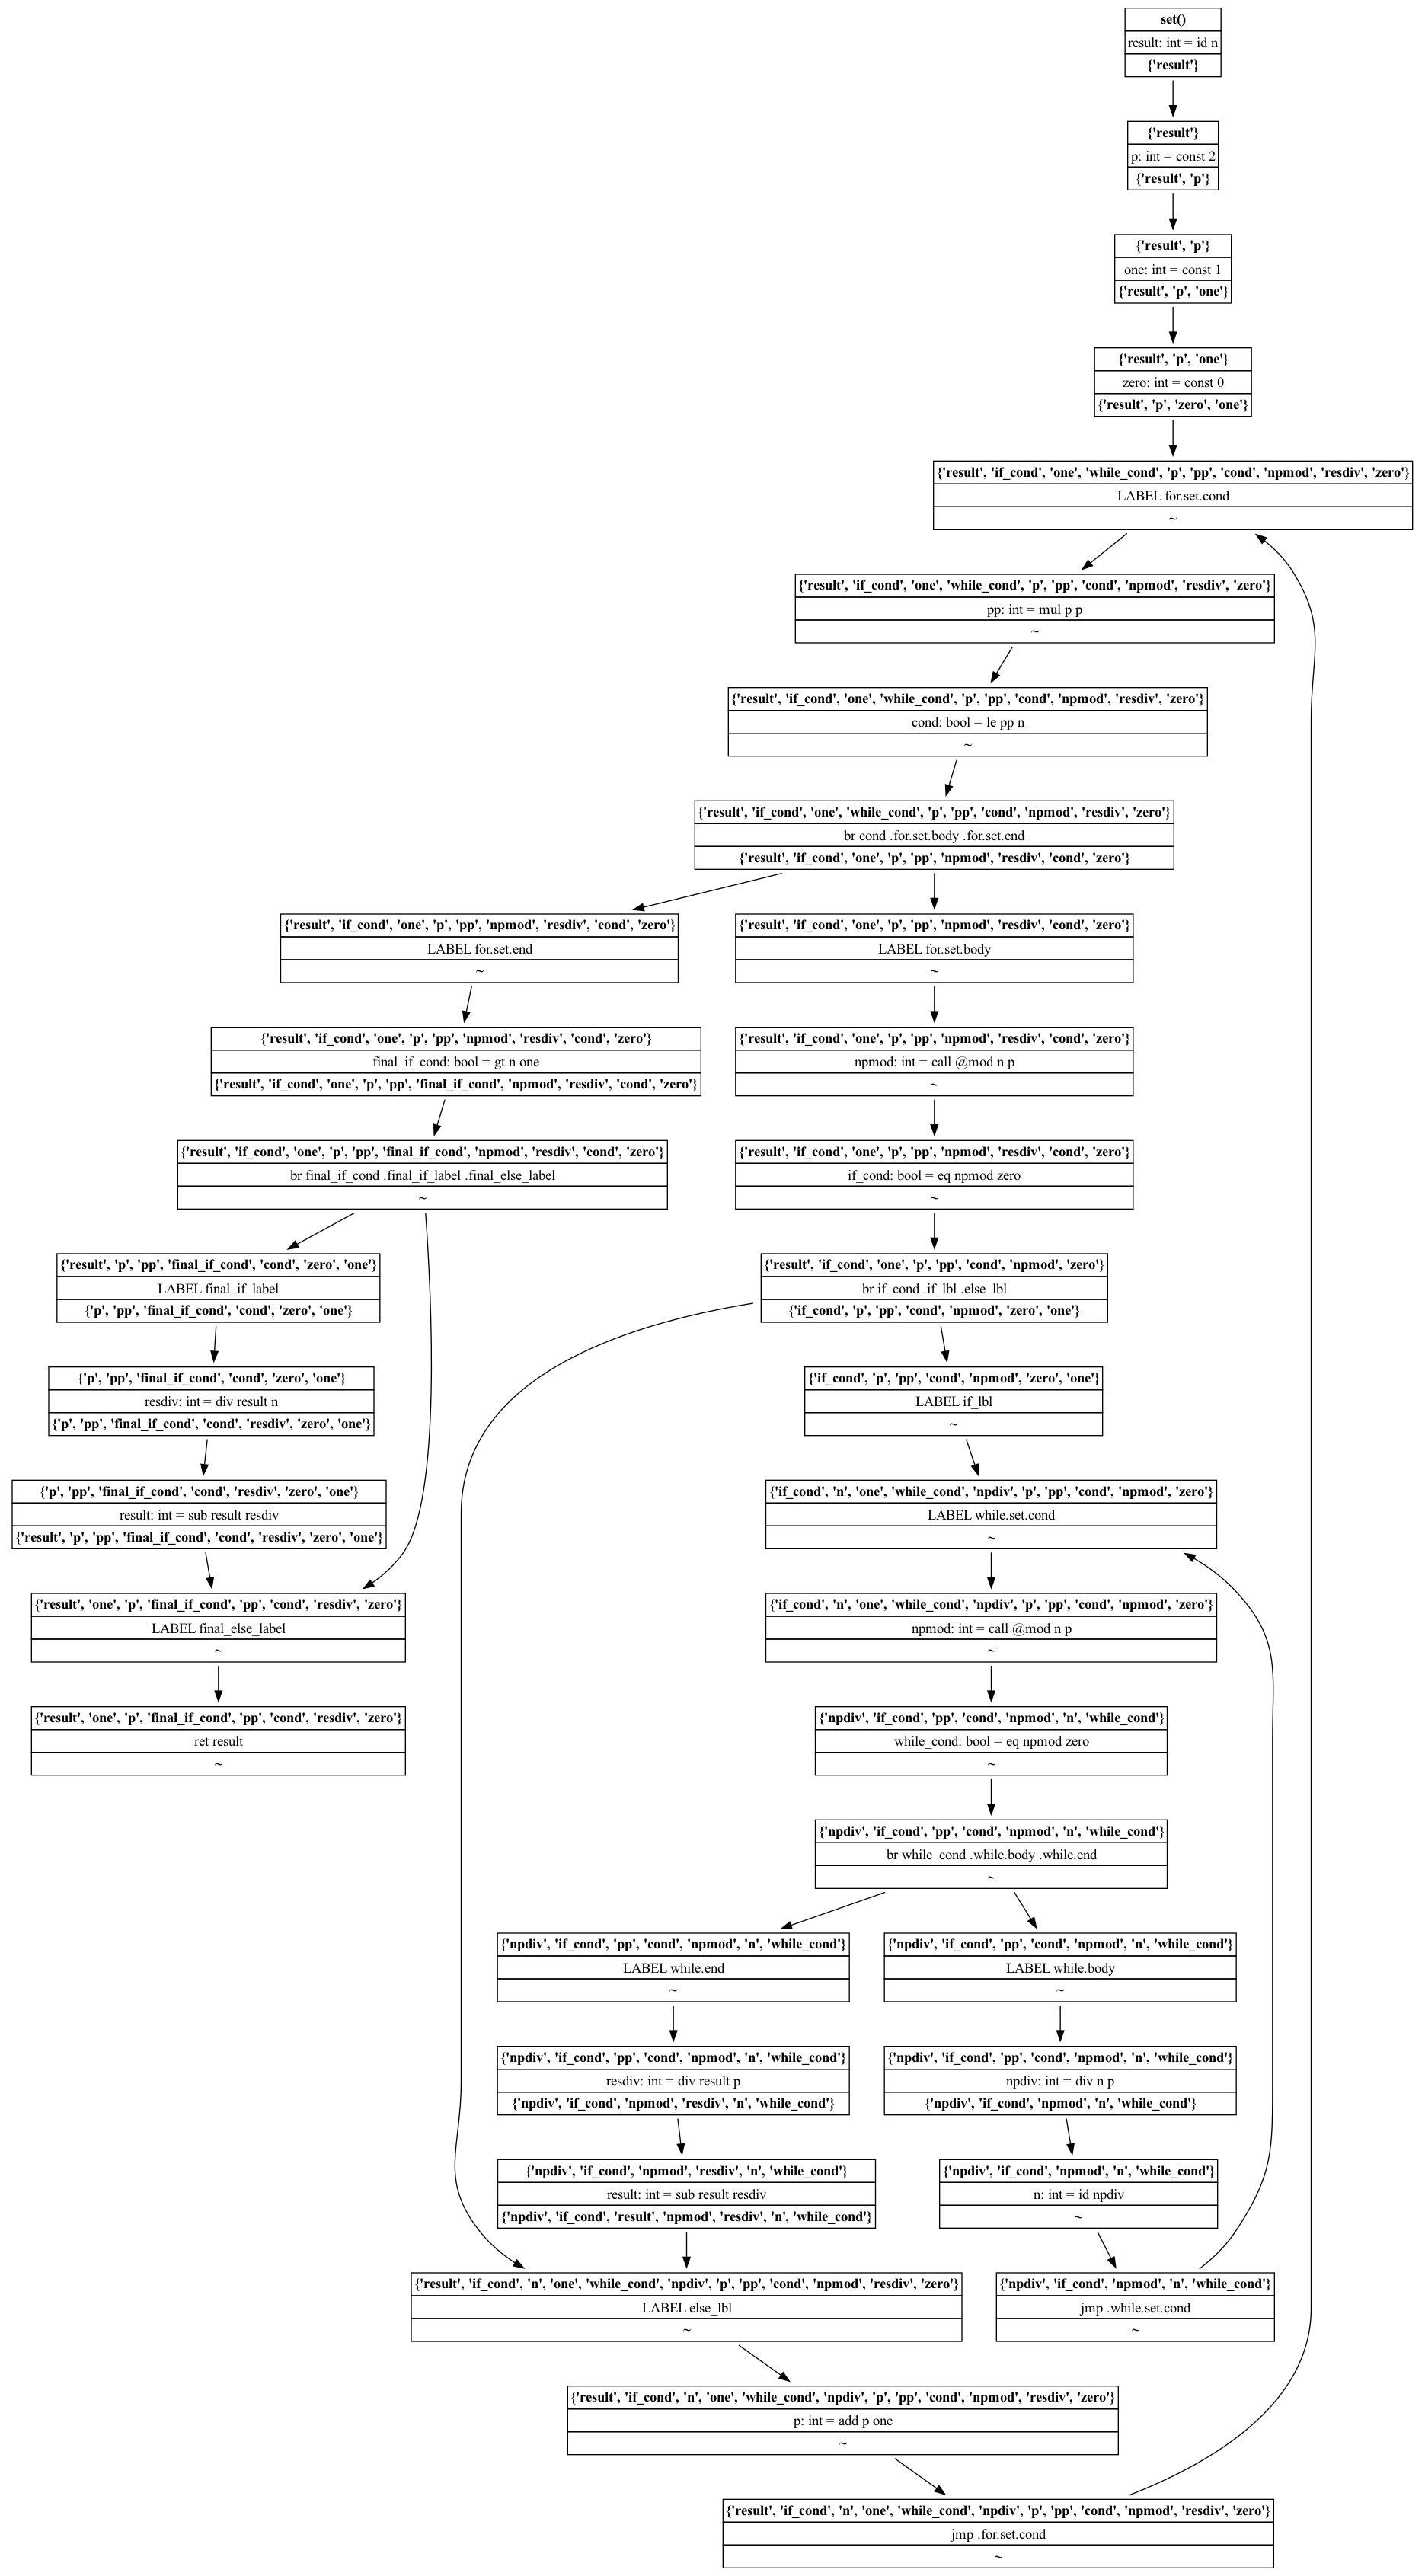 set()
result: int = id n
{'result'}
{'result'}
p: int = const 2
{'result', 'p'}
{'result', 'p'}
one: int = const 1
{'result', 'p', 'one'}
{'result', 'p', 'one'}
zero: int = const 0
{'result', 'p', 'zero', 'one'}
{'result', 'if_cond', 'one', 'while_cond', 'p', 'pp', 'cond', 'npmod', 'resdiv', 'zero'}
LABEL for.set.cond
~
{'result', 'if_cond', 'one', 'while_cond', 'p', 'pp', 'cond', 'npmod', 'resdiv', 'zero'}
pp: int = mul p p
~
{'result', 'if_cond', 'one', 'while_cond', 'p', 'pp', 'cond', 'npmod', 'resdiv', 'zero'}
cond: bool = le pp n
~
{'result', 'if_cond', 'one', 'while_cond', 'p', 'pp', 'cond', 'npmod', 'resdiv', 'zero'}
br cond .for.set.body .for.set.end
{'result', 'if_cond', 'one', 'p', 'pp', 'npmod', 'resdiv', 'cond', 'zero'}
{'result', 'if_cond', 'one', 'p', 'pp', 'npmod', 'resdiv', 'cond', 'zero'}
LABEL for.set.end
~
{'result', 'if_cond', 'one', 'p', 'pp', 'npmod', 'resdiv', 'cond', 'zero'}
LABEL for.set.body
~
{'result', 'if_cond', 'one', 'p', 'pp', 'npmod', 'resdiv', 'cond', 'zero'}
final_if_cond: bool = gt n one
{'result', 'if_cond', 'one', 'p', 'pp', 'final_if_cond', 'npmod', 'resdiv', 'cond', 'zero'}
{'result', 'if_cond', 'one', 'p', 'pp', 'npmod', 'resdiv', 'cond', 'zero'}
npmod: int = call @mod n p
~
{'result', 'if_cond', 'one', 'p', 'pp', 'final_if_cond', 'npmod', 'resdiv', 'cond', 'zero'}
br final_if_cond .final_if_label .final_else_label
~
{'result', 'if_cond', 'one', 'p', 'pp', 'npmod', 'resdiv', 'cond', 'zero'}
if_cond: bool = eq npmod zero
~
{'result', 'p', 'pp', 'final_if_cond', 'cond', 'zero', 'one'}
LABEL final_if_label
{'p', 'pp', 'final_if_cond', 'cond', 'zero', 'one'}
{'result', 'if_cond', 'one', 'p', 'pp', 'cond', 'npmod', 'zero'}
br if_cond .if_lbl .else_lbl
{'if_cond', 'p', 'pp', 'cond', 'npmod', 'zero', 'one'}
{'p', 'pp', 'final_if_cond', 'cond', 'zero', 'one'}
resdiv: int = div result n
{'p', 'pp', 'final_if_cond', 'cond', 'resdiv', 'zero', 'one'}
{'if_cond', 'p', 'pp', 'cond', 'npmod', 'zero', 'one'}
LABEL if_lbl
~
{'p', 'pp', 'final_if_cond', 'cond', 'resdiv', 'zero', 'one'}
result: int = sub result resdiv
{'result', 'p', 'pp', 'final_if_cond', 'cond', 'resdiv', 'zero', 'one'}
{'if_cond', 'n', 'one', 'while_cond', 'npdiv', 'p', 'pp', 'cond', 'npmod', 'zero'}
LABEL while.set.cond
~
{'result', 'one', 'p', 'final_if_cond', 'pp', 'cond', 'resdiv', 'zero'}
LABEL final_else_label
~
{'if_cond', 'n', 'one', 'while_cond', 'npdiv', 'p', 'pp', 'cond', 'npmod', 'zero'}
npmod: int = call @mod n p
~
{'result', 'one', 'p', 'final_if_cond', 'pp', 'cond', 'resdiv', 'zero'}
ret result
~
{'npdiv', 'if_cond', 'pp', 'cond', 'npmod', 'n', 'while_cond'}
while_cond: bool = eq npmod zero
~
{'npdiv', 'if_cond', 'pp', 'cond', 'npmod', 'n', 'while_cond'}
br while_cond .while.body .while.end
~
{'npdiv', 'if_cond', 'pp', 'cond', 'npmod', 'n', 'while_cond'}
LABEL while.end
~
{'npdiv', 'if_cond', 'pp', 'cond', 'npmod', 'n', 'while_cond'}
LABEL while.body
~
{'npdiv', 'if_cond', 'pp', 'cond', 'npmod', 'n', 'while_cond'}
resdiv: int = div result p
{'npdiv', 'if_cond', 'npmod', 'resdiv', 'n', 'while_cond'}
{'npdiv', 'if_cond', 'pp', 'cond', 'npmod', 'n', 'while_cond'}
npdiv: int = div n p
{'npdiv', 'if_cond', 'npmod', 'n', 'while_cond'}
{'npdiv', 'if_cond', 'npmod', 'resdiv', 'n', 'while_cond'}
result: int = sub result resdiv
{'npdiv', 'if_cond', 'result', 'npmod', 'resdiv', 'n', 'while_cond'}
{'npdiv', 'if_cond', 'npmod', 'n', 'while_cond'}
n: int = id npdiv
~
{'result', 'if_cond', 'n', 'one', 'while_cond', 'npdiv', 'p', 'pp', 'cond', 'npmod', 'resdiv', 'zero'}
LABEL else_lbl
~
{'npdiv', 'if_cond', 'npmod', 'n', 'while_cond'}
jmp .while.set.cond
~
{'result', 'if_cond', 'n', 'one', 'while_cond', 'npdiv', 'p', 'pp', 'cond', 'npmod', 'resdiv', 'zero'}
p: int = add p one
~
{'result', 'if_cond', 'n', 'one', 'while_cond', 'npdiv', 'p', 'pp', 'cond', 'npmod', 'resdiv', 'zero'}
jmp .for.set.cond
~